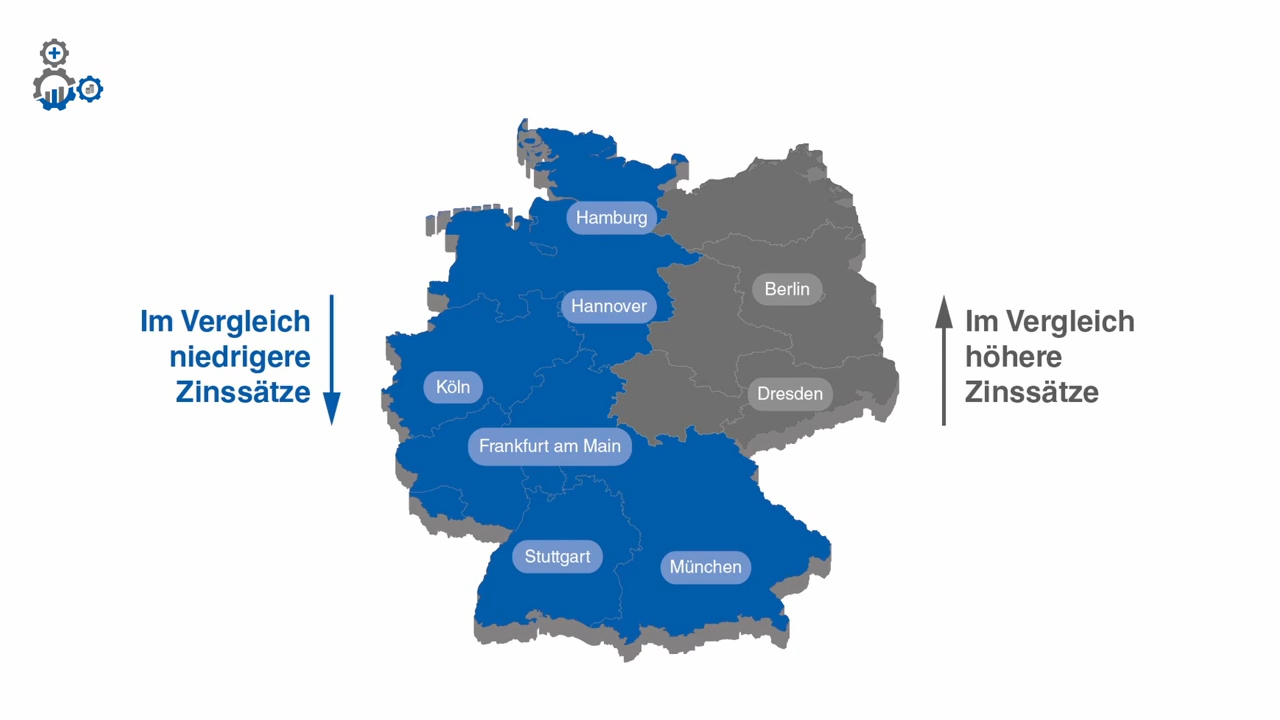 Hamburg
Hannover
Berlin
Im Vergleich
niedrigere
Zinssätze
Im Vergleich
höhere
Zinssätze
Köln
Dresden
Frankfurt am Main
Stuttgart
München